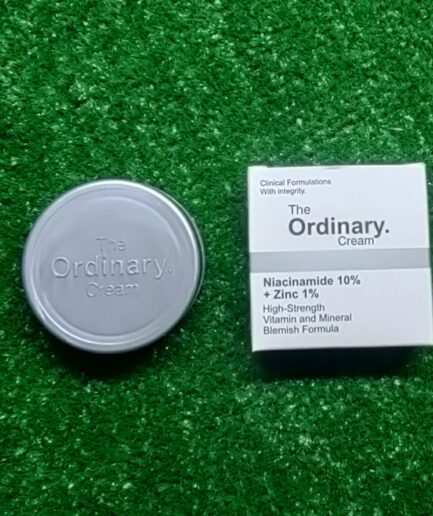 The
Ordinary.
Cream
Clinical Formulations
With integrity.
The
Ordinary.
Cream
Niacinamide 10%
+ Zinc 1%
High-Strength
Vitamin and Mineral
Blemish Formula